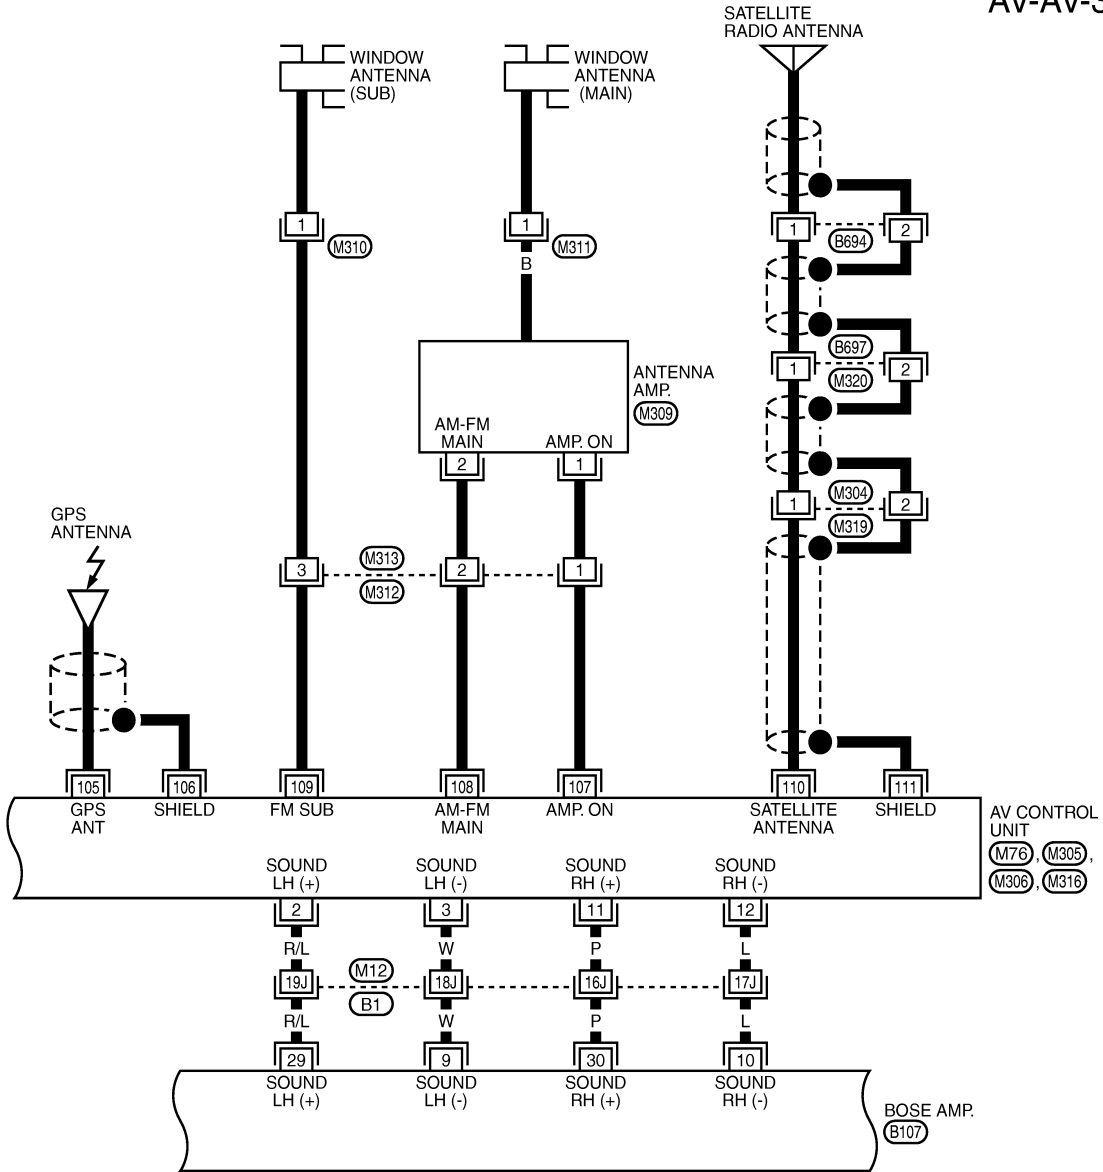 AV-AV-3
SATELLITE
RADIO ANTENNA
WINDOW
ANTENNA
(SUB)
WINDOW
ANTENNA
(MAIN)
1
M310
1
M311
B
1
B694
2
ANTENNA
AMP.
M309
AM-FM
MAIN
AMP. ON
2
1
1
B697
M320
2
1
M304
M319
2
GPS
ANTENNA
3
M313
M312
2
1
105
106
109
108
107
110
111
GPS
ANT
SHIELD
FM SUB
AM-FM
MAIN
AMP. ON
SATELLITE
ANTENNA
SHIELD
AV CONTROL
UNIT
M76 , M305 ,
M306 , M316
SOUND
LH (+)
SOUND
LH (-)
SOUND
RH (+)
SOUND
RH (-)
2
3
11
12
R/L
W
P
L
19J
M12
B1
18J
16J
17J
R/L
W
P
L
29
9
30
10
SOUND
LH (+)
SOUND
LH (-)
SOUND
RH (+)
SOUND
RH (-)
BOSE AMP.
B107